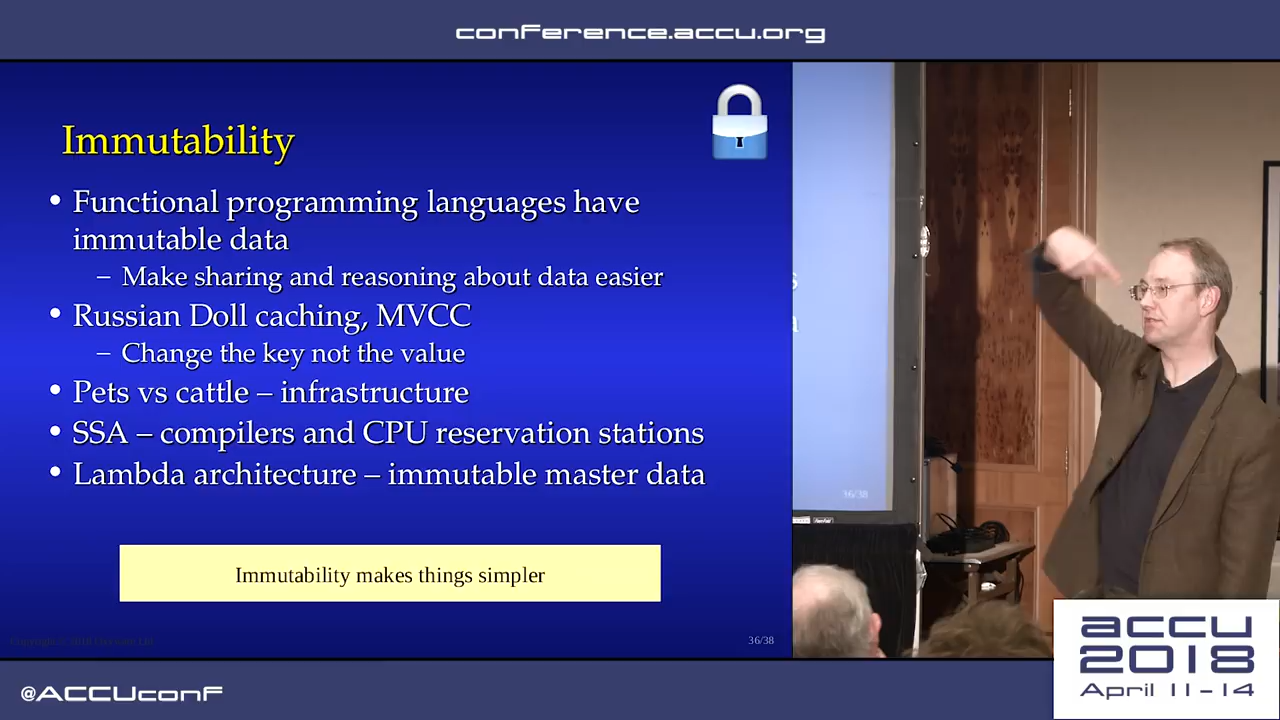 conference.accu.org
Immutability
• Functional programming languages have
immutable data
– Make sharing and reasoning about data easier
• Russian Doll caching, MVCC
– Change the key not the value
• Pets vs cattle – infrastructure
• SSA – compilers and CPU reservation stations
• Lambda architecture – immutable master data
Immutability makes things simpler
36/38
36/38
@ACCUconf
accu
2018
April 11-14